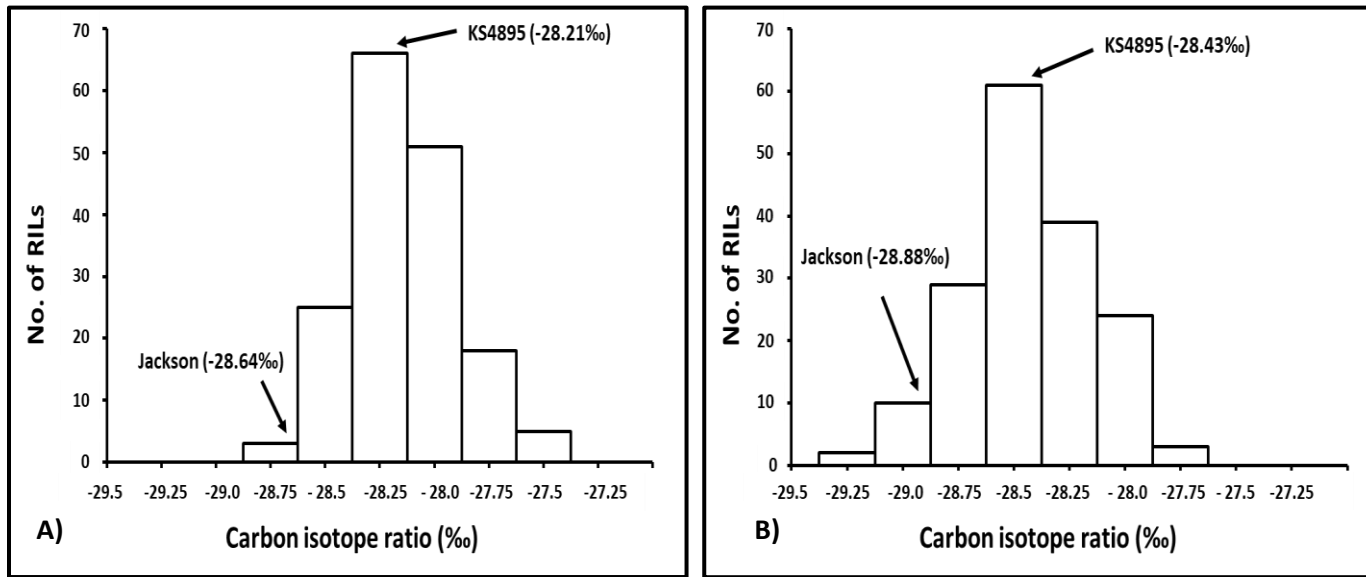 70
60
50
40
30
20
10
0
No. of RILs
KS4895 (-28.21‰)
Jackson (-28.64‰)
-29.5 -29.25 -29.0 -28.75 -28.5 -28.25 -28.0 -27.75 -27.5 -27.25
A)
Carbon isotope ratio (‰)
70
60
50
40
30
20
10
0
No. of RILs
KS4895 (-28.43‰)
Jackson (-28.88‰)
-29.5 -29.25 -29.0 -28.75 -28.5 -28.25 - 28.0 -27.75 - 27.5 -27.25
B)
Carbon isotope ratio (‰)